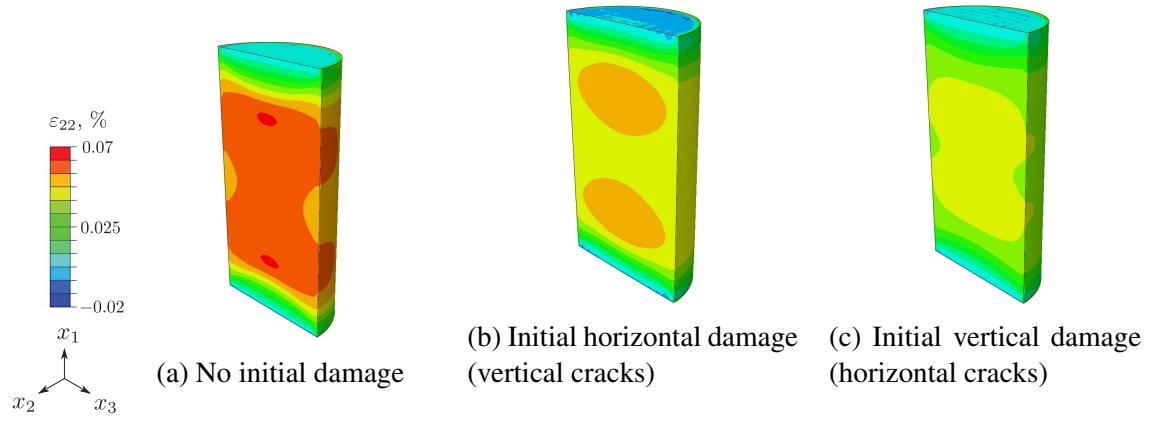 ε₂₂, %
0.07
0.025
−0.02
x₁
x₂
x₃
(a) No initial damage
(b) Initial horizontal damage
(vertical cracks)
(c) Initial vertical damage
(horizontal cracks)